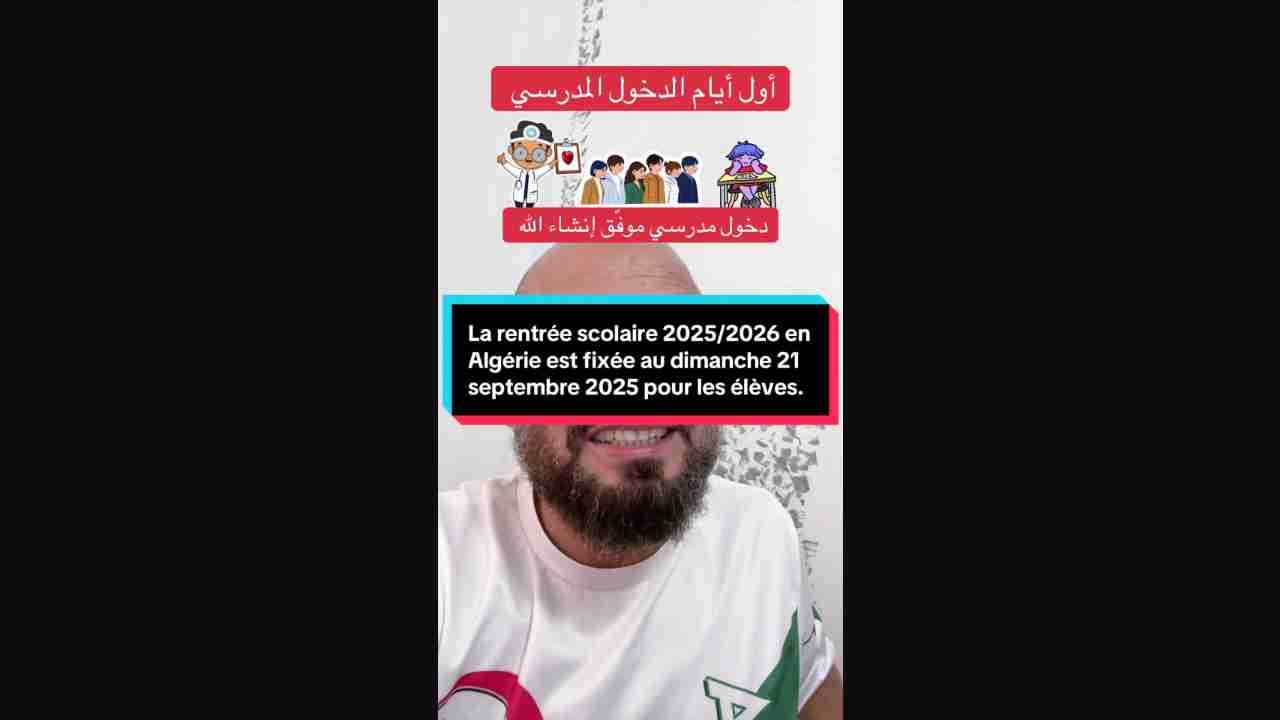 أول أيام الدخول المدرسي
دخول مدرسي موفّق إنشاء الله
La rentrée scolaire 2025/2026 en
Algérie est fixée au dimanche 21
septembre 2025 pour les élèves.